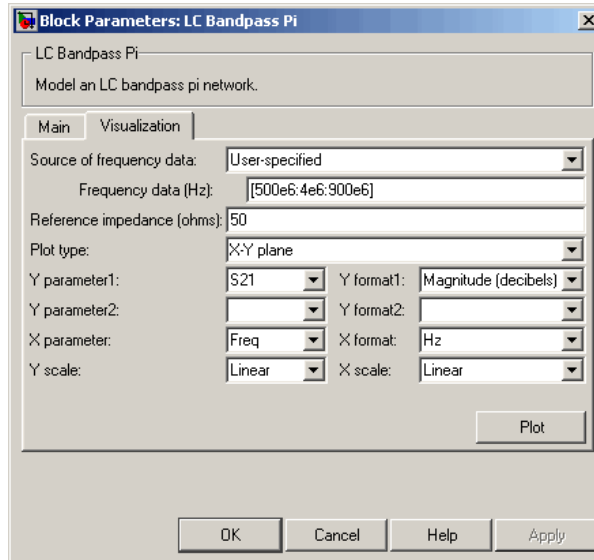 Block Parameters: LC Bandpass Pi
LC Bandpass Pi
Model an LC bandpass pi network.
Main Visualization
Source of frequency data: User-specified
Frequency data (Hz): [500e6:4e6:900e6]
Reference impedance (ohms): 50
Plot type: X-Y plane
Y parameter1: S21 Y format1: Magnitude (decibels)
Y parameter2: Y format2:
X parameter: Freq X format: Hz
Y scale: Linear X scale: Linear
Plot
OK Cancel Help Apply